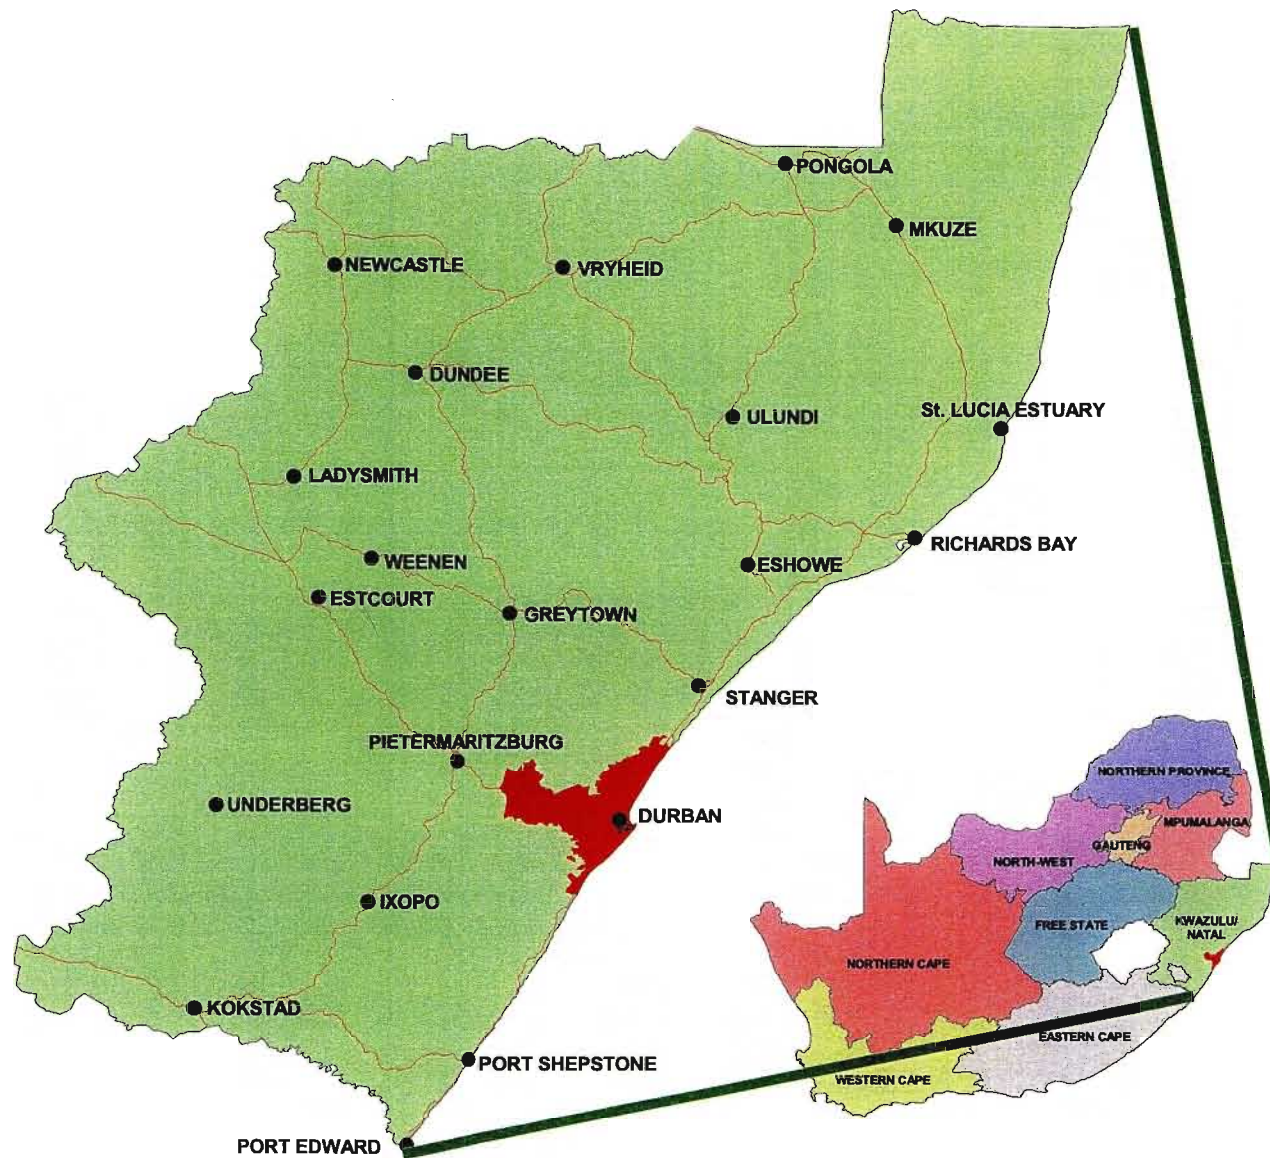 PONGOLA
MKUZE
NEWCASTLE
VRYHEID
DUNDEE
ULUNDI
St. LUCIA ESTUARY
LADYSMITH
RICHARDS BAY
WEENEN
ESHOWE
ESTCOURT
GREYTOWN
STANGER
PIETERMARITZBURG
UNDERBERG
DURBAN
IXOPO
KOKSTAD
PORT SHEPSTONE
PORT EDWARD
NORTHERN PROVINCE
MPUMALANGA
GAUTENG
NORTH-WEST
KWAZULU/
NATAL
FREE STATE
NORTHERN CAPE
EASTERN CAPE
WESTERN CAPE